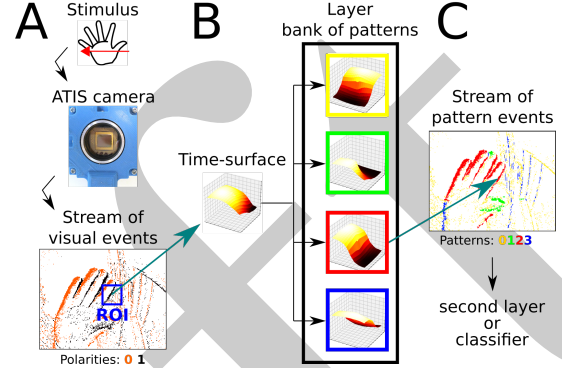 A
Stimulus
ATIS camera
Stream of
visual events
ROI
Polarities: 0 1
B
Time-surface
Layer
bank of patterns
C
Stream of
pattern events
Patterns: 0123
second layer
or
classifier